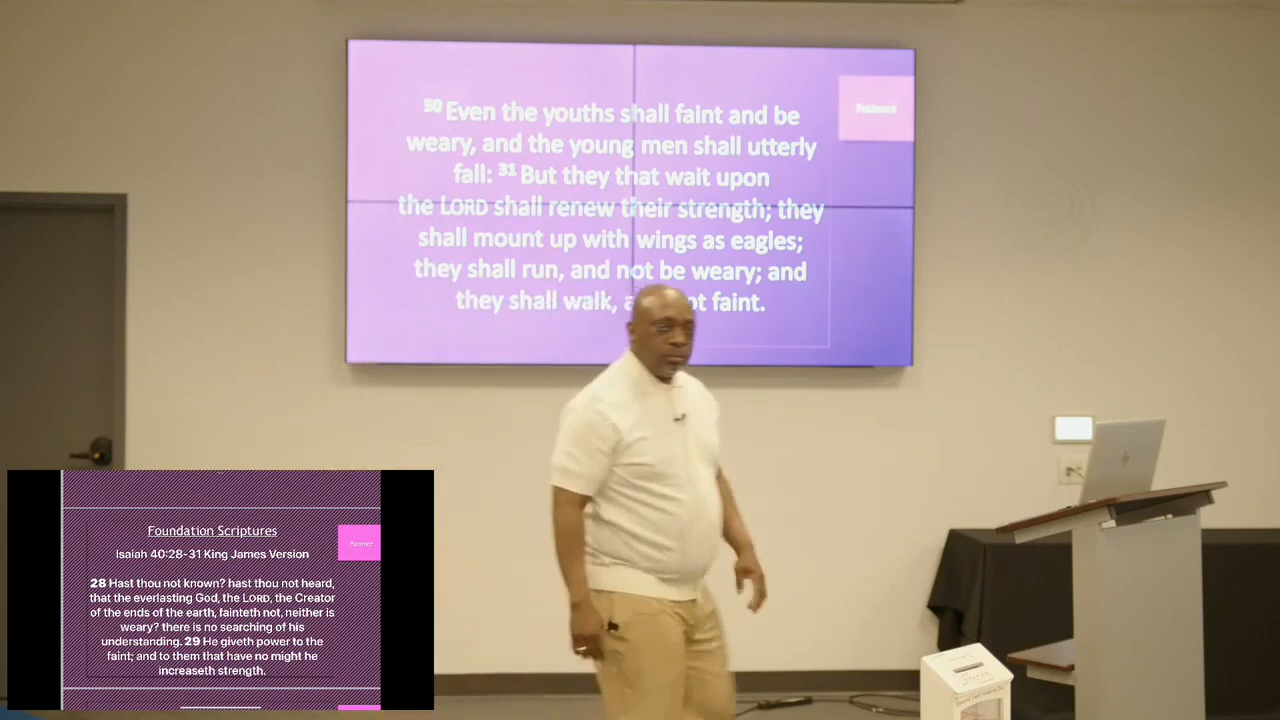 30 Even the youths shall faint and be
weary, and the young men shall utterly
fall: 31 But they that wait upon
the LORD shall renew their strength; they
shall mount up with wings as eagles;
they shall run, and not be weary; and
they shall walk, a ot faint.
Patience
Foundation Scriptures
Isaiah 40:28-31 King James Version
Patience
28 Hast thou not known? hast thou not heard,
that the everlasting God, the LORD, the Creator
of the ends of the earth, fainteth not, neither is
weary? there is no searching of his
understanding. 29 He giveth power to the
faint; and to them that have no might he
increaseth strength.